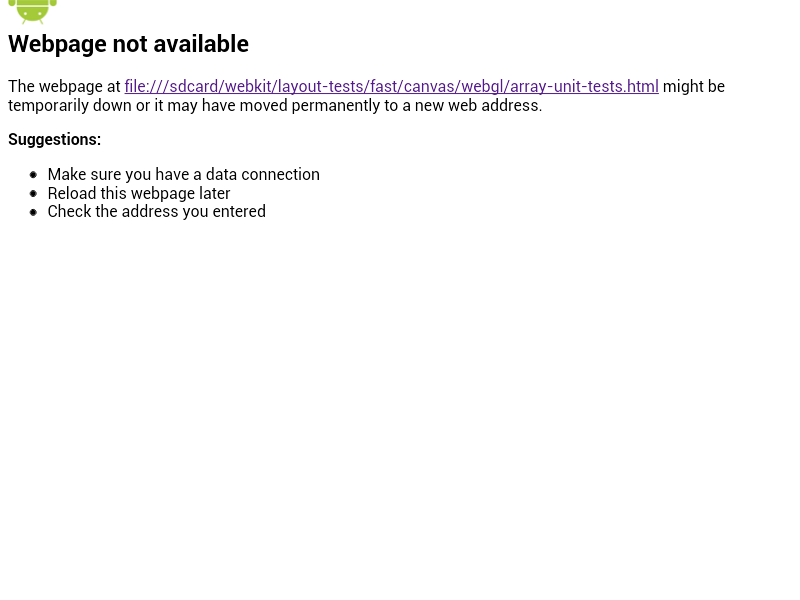 Webpage not available
The webpage at file:///sdcard/webkit/layout-tests/fast/canvas/webgl/array-unit-tests.html might be
temporarily down or it may have moved permanently to a new web address.
Suggestions:
Make sure you have a data connection
Reload this webpage later
Check the address you entered